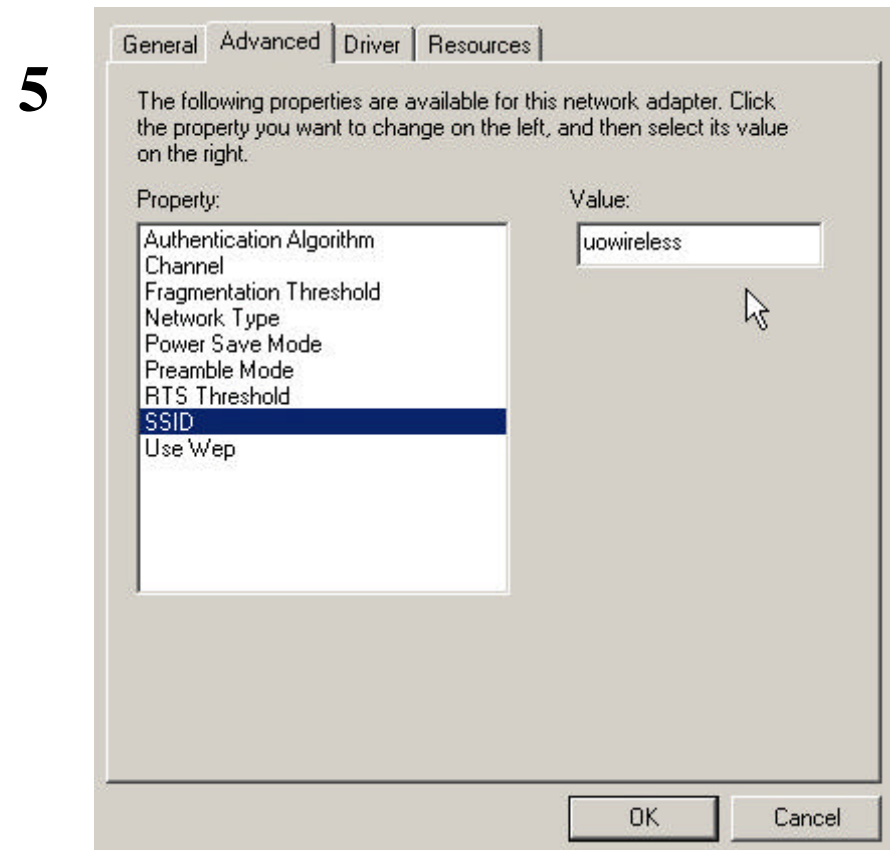 5
General Advanced Driver Resources
The following properties are available for this network adapter. Click
the property you want to change on the left, and then select its value
on the right.
Property:
Value:
Authentication Algorithm
uowireless
Channel
Fragmentation Threshold
Network Type
Power Save Mode
Preamble Mode
RTS Threshold
SSID
Use Wep
OK Cancel